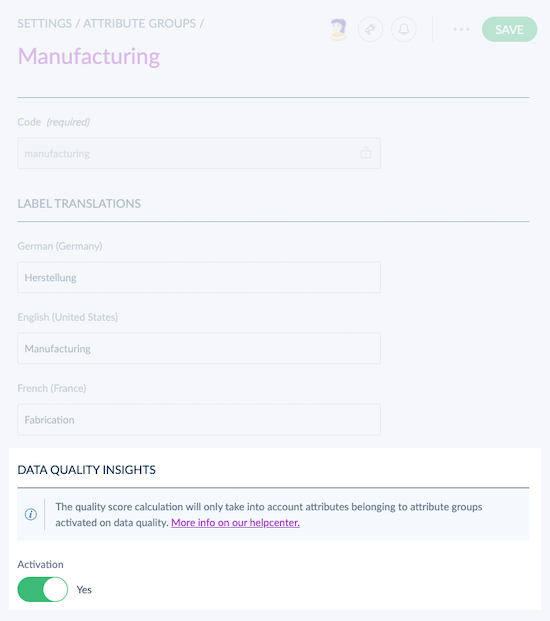 SETTINGS / ATTRIBUTE GROUPS /
SAVE
Manufacturing
Code (required)
manufacturing
LABEL TRANSLATIONS
German (Germany)
Herstellung
English (United States)
Manufacturing
French (France)
Fabrication
DATA QUALITY INSIGHTS
The quality score calculation will only take into account attributes belonging to attribute groups
activated on data quality. More info on our helpcenter.
Activation
Yes